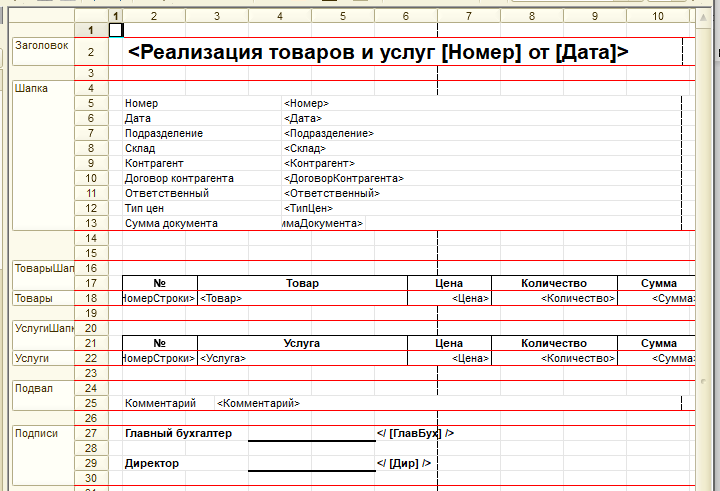 1 2 3 4 5 6 7 8 9 10
1
Заголовок 2 <Реализация товаров и услуг [Номер] от [Дата]>
3
Шапка 4
5 Номер <Номер>
6 Дата <Дата>
7 Подразделение <Подразделение>
8 Склад <Склад>
9 Контрагент <Контрагент>
10 Договор контрагента <ДоговорКонтрагента>
11 Ответственный <Ответственный>
12 Тип цен <ТипЦен>
13 Сумма документа ммаДокумента>
14
15
ТоварыШап 16
17 № Товар Цена Количество Сумма
Товары 18 НомерСтроки> <Товар> <Цена> <Количество> <Сумма>
19
УслугиШапк 20
21 № Услуга Цена Количество Сумма
Услуги 22 НомерСтроки> <Услуга> <Цена> <Количество> <Сумма>
23
Подвал 24
25 Комментарий <Комментарий>
26
Подписи 27 Главный бухгалтер </ [ГлавБух] />
28
29 Директор </ [Дир] />
30